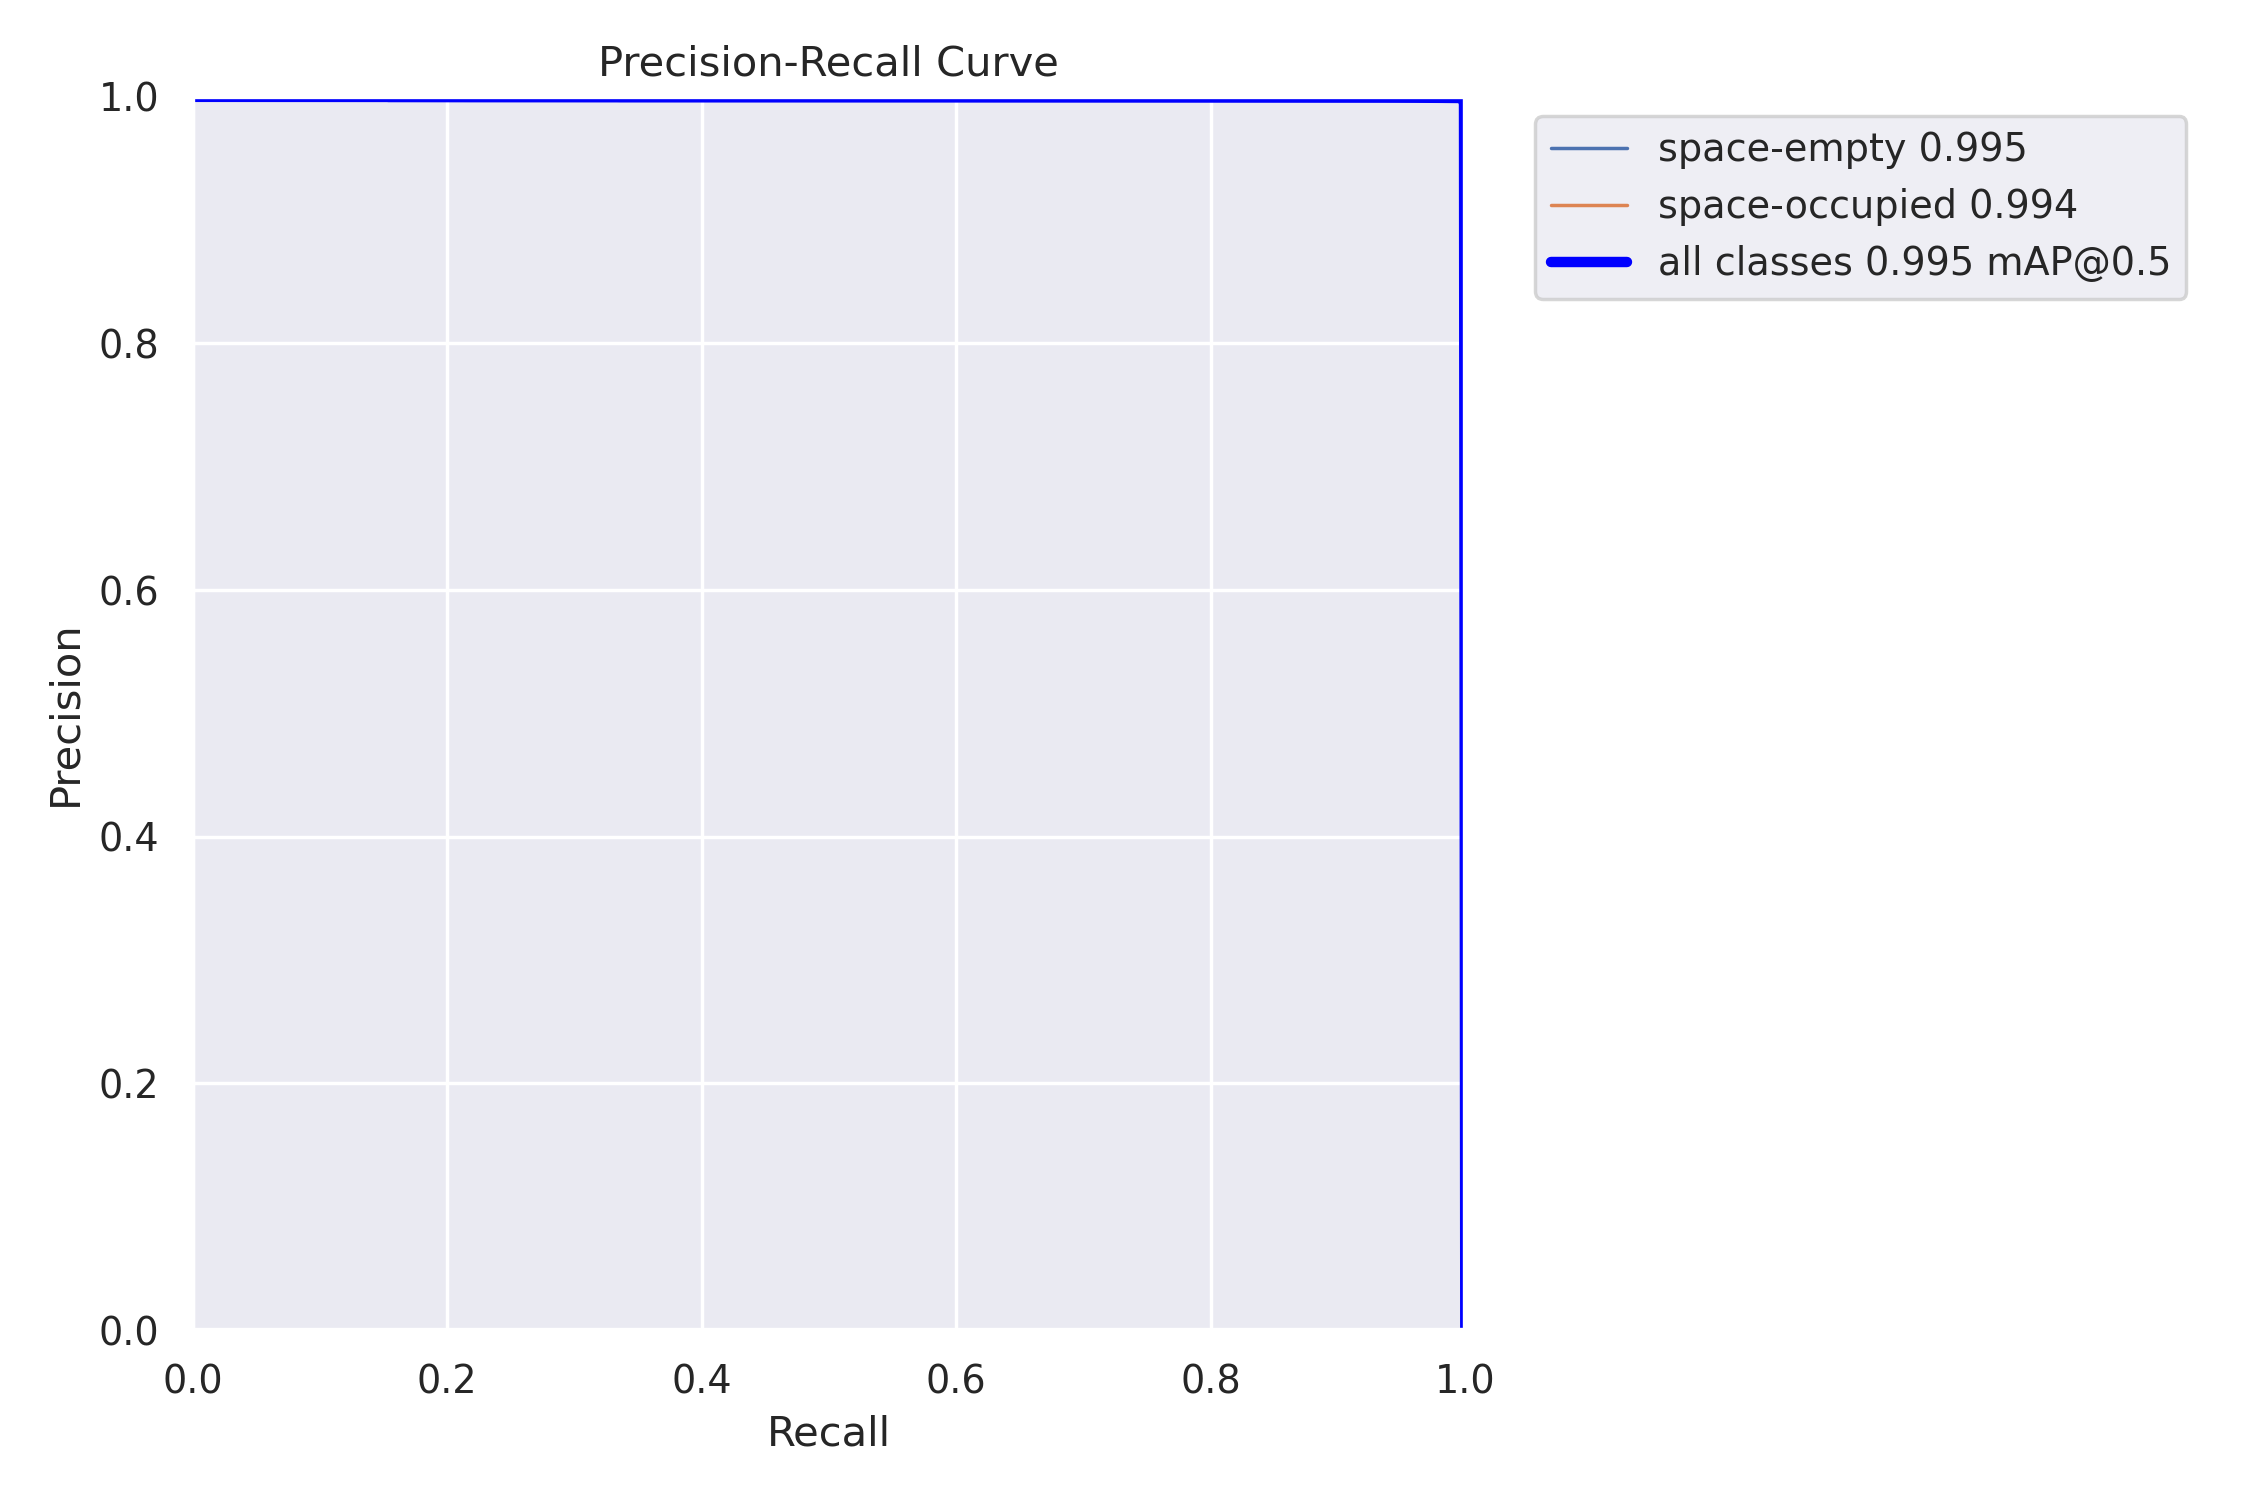 Precision-Recall Curve
1.0
0.8
0.6
0.4
0.2
0.0
Precision
0.0 0.2 0.4 0.6 0.8 1.0
Recall
space-empty 0.995
space-occupied 0.994
all classes 0.995 mAP@0.5